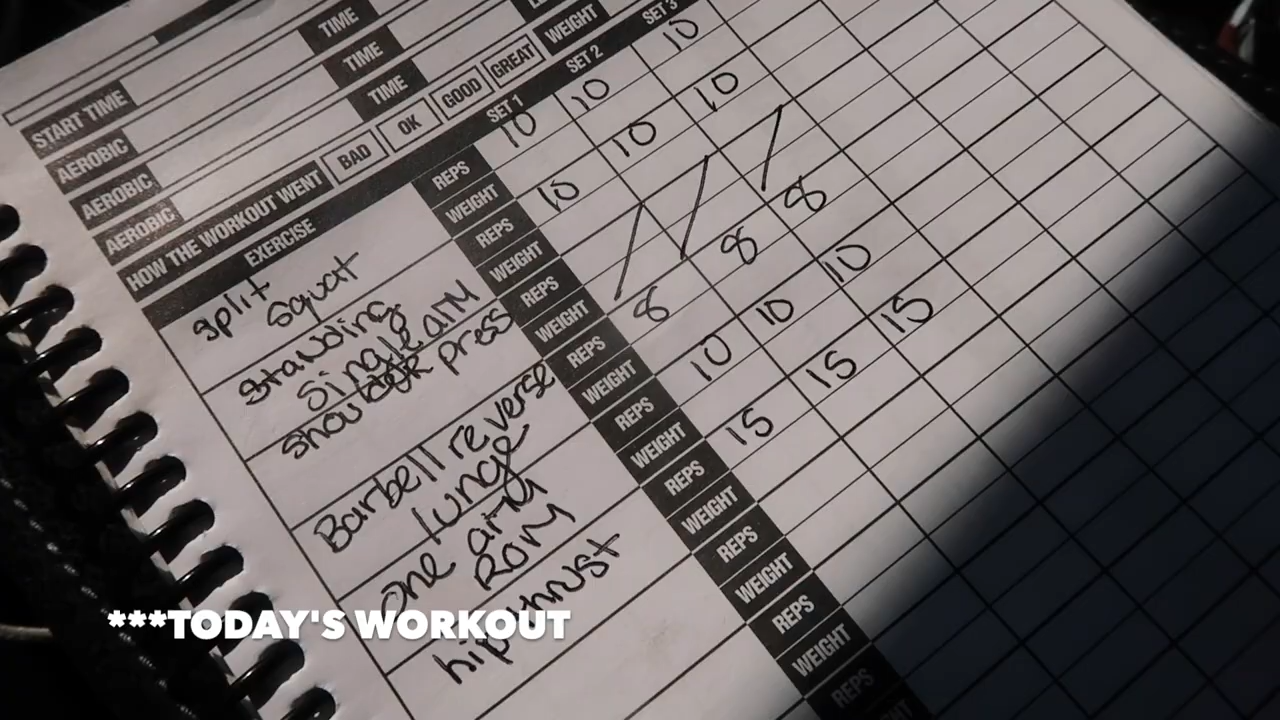 TIME
START TIME TIME WEIGHT
AEROBIC TIME
AEROBIC
AEROBIC
HOW THE WORKOUT WENT BAD OK GOOD GREAT
EXERCISE SET 1 SET 2 SET 3
split squat REPS 10 10 10
WEIGHT
standing single arm shoulder press REPS 10 10 10
WEIGHT
REPS / / /
WEIGHT
Barbell reverse lunge REPS 8 8 8
WEIGHT
one arm ROM REPS 10 10 10
WEIGHT
hip thrust REPS 15 15 15
WEIGHT
REPS
WEIGHT
REPS
WEIGHT
REPS
***TODAY'S WORKOUT